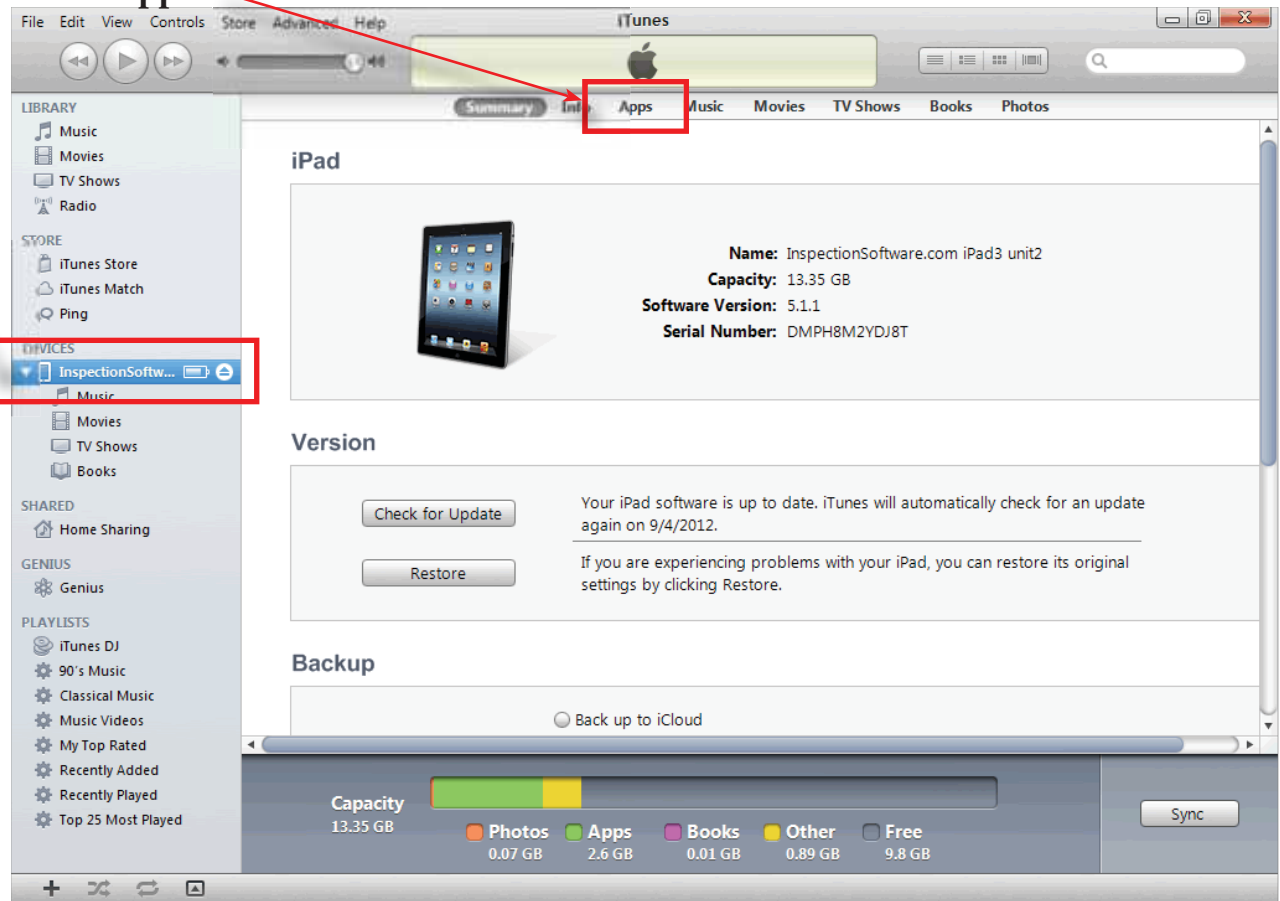 File Edit View Controls Store Advanced Help
iTunes
LIBRARY
Music
Movies
TV Shows
Radio
STORE
iTunes Store
iTunes Match
Ping
DEVICES
InspectionSoftw...
Music
Movies
TV Shows
Books
SHARED
Home Sharing
GENIUS
Genius
PLAYLISTS
iTunes DJ
90's Music
Classical Music
Music Videos
My Top Rated
Recently Added
Recently Played
Top 25 Most Played
Summary Info Apps Music Movies TV Shows Books Photos
iPad
Name: InspectionSoftware.com iPad3 unit2
Capacity: 13.35 GB
Software Version: 5.1.1
Serial Number: DMPH8M2YDJ8T
Version
Check for Update
Your iPad software is up to date. iTunes will automatically check for an update
again on 9/4/2012.
Restore
If you are experiencing problems with your iPad, you can restore its original
settings by clicking Restore.
Backup
Back up to iCloud
Capacity
13.35 GB
Photos Apps Books Other Free
0.07 GB 2.6 GB 0.01 GB 0.89 GB 9.8 GB
Sync